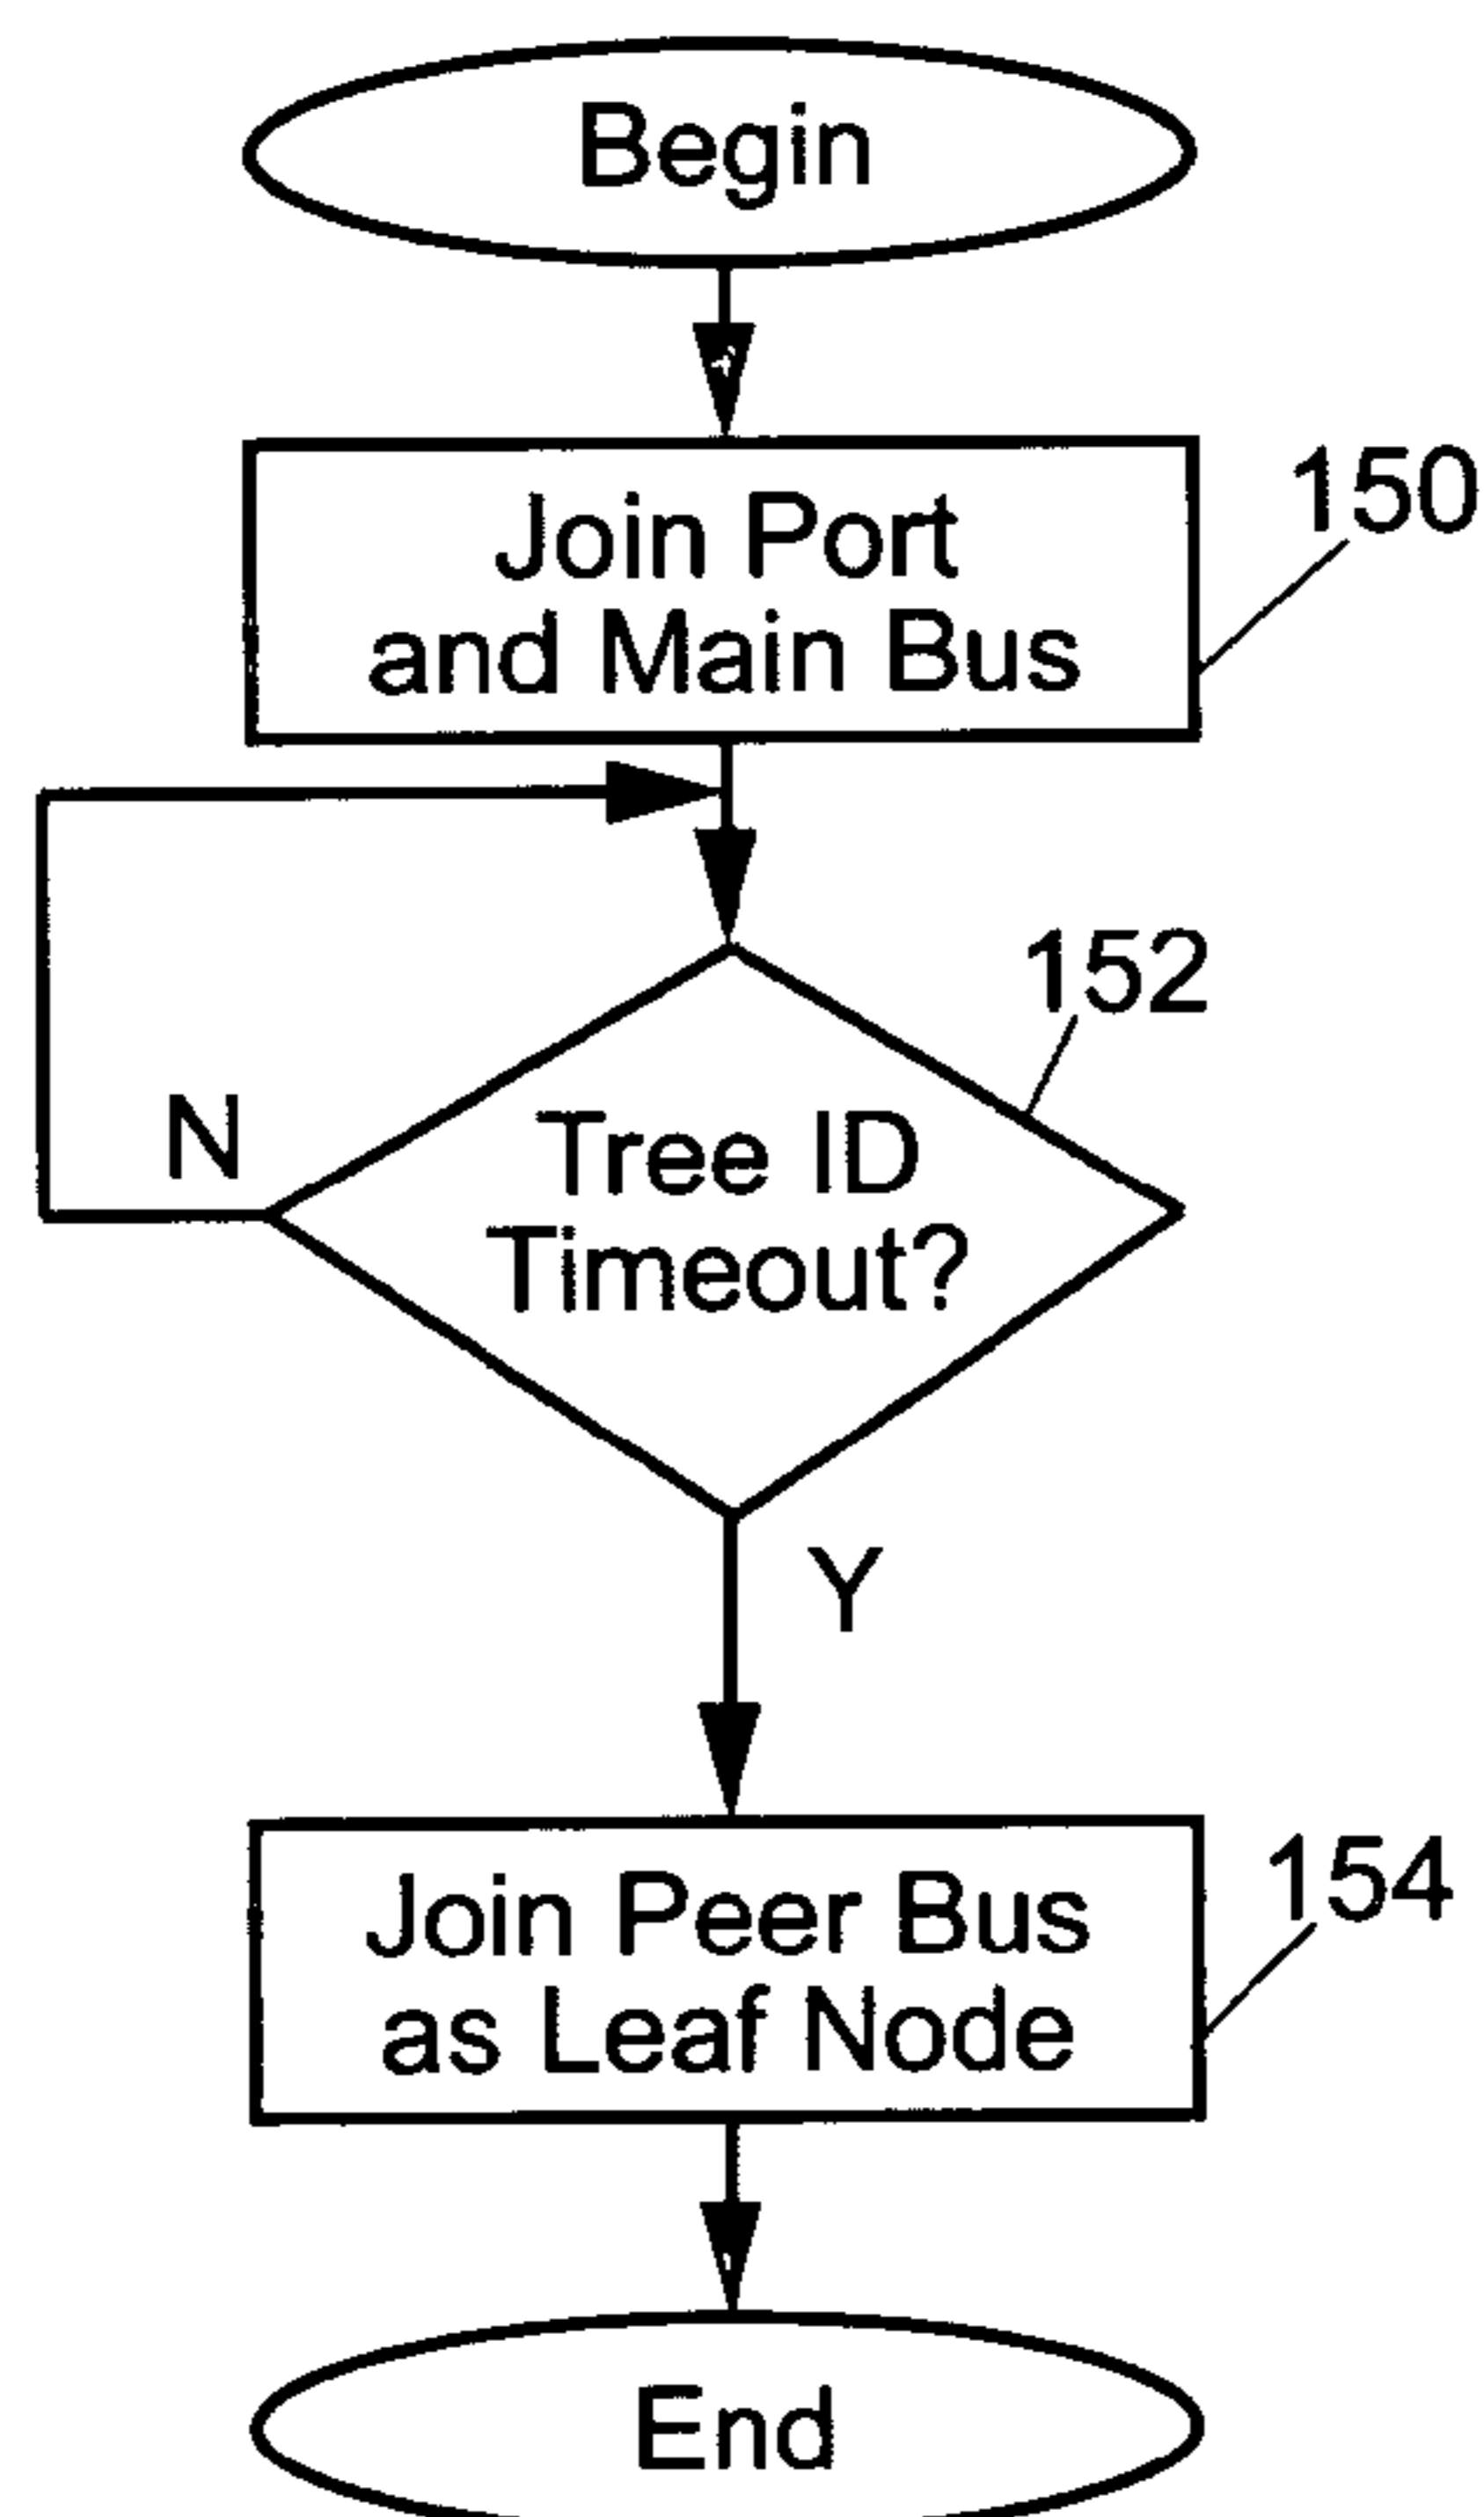 Begin
150
Join Port
and Main Bus
152
N
Tree ID
Timeout?
Y
154
Join Peer Bus
as Leaf Node
End